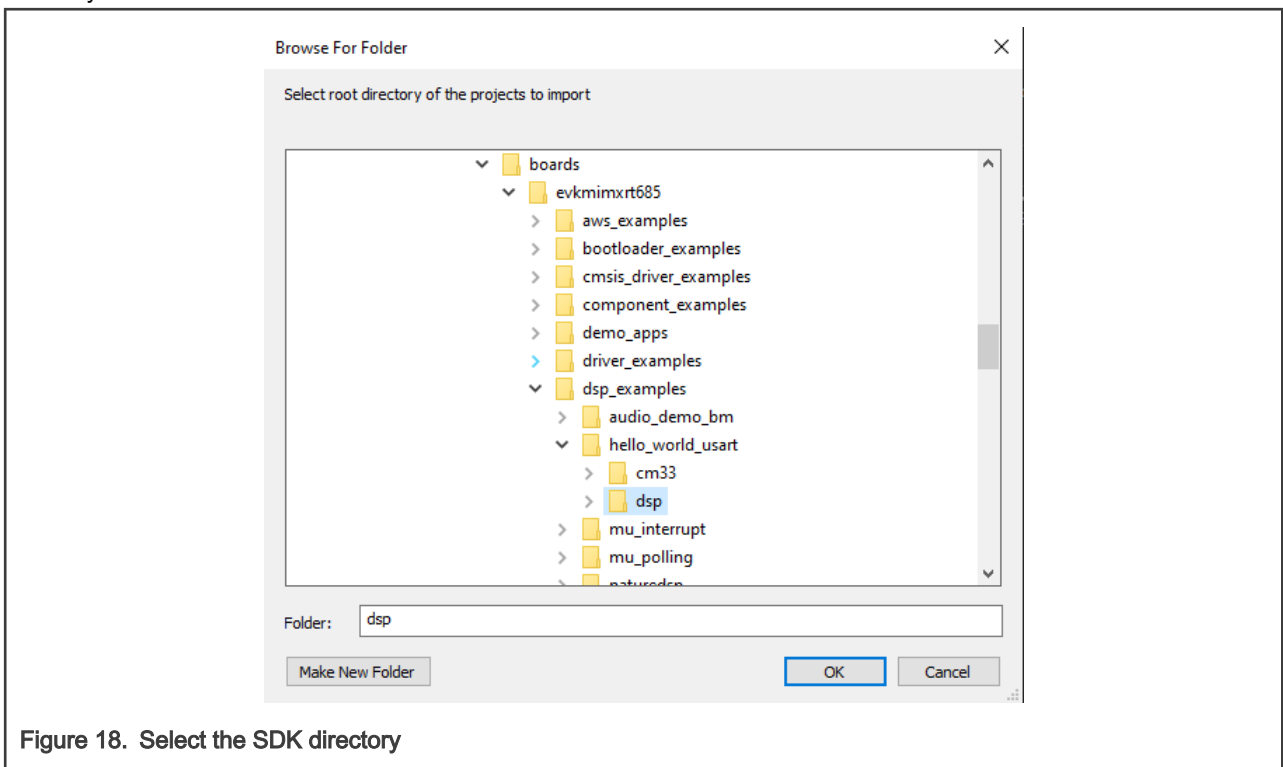 Browse For Folder
Select root directory of the projects to import
boards
evkmimxrt685
aws_examples
bootloader_examples
cmsis_driver_examples
component_examples
demo_apps
driver_examples
dsp_examples
audio_demo_bm
hello_world_usart
cm33
dsp
mu_interrupt
mu_polling
Folder: dsp
Make New Folder OK Cancel
Figure 18. Select the SDK directory